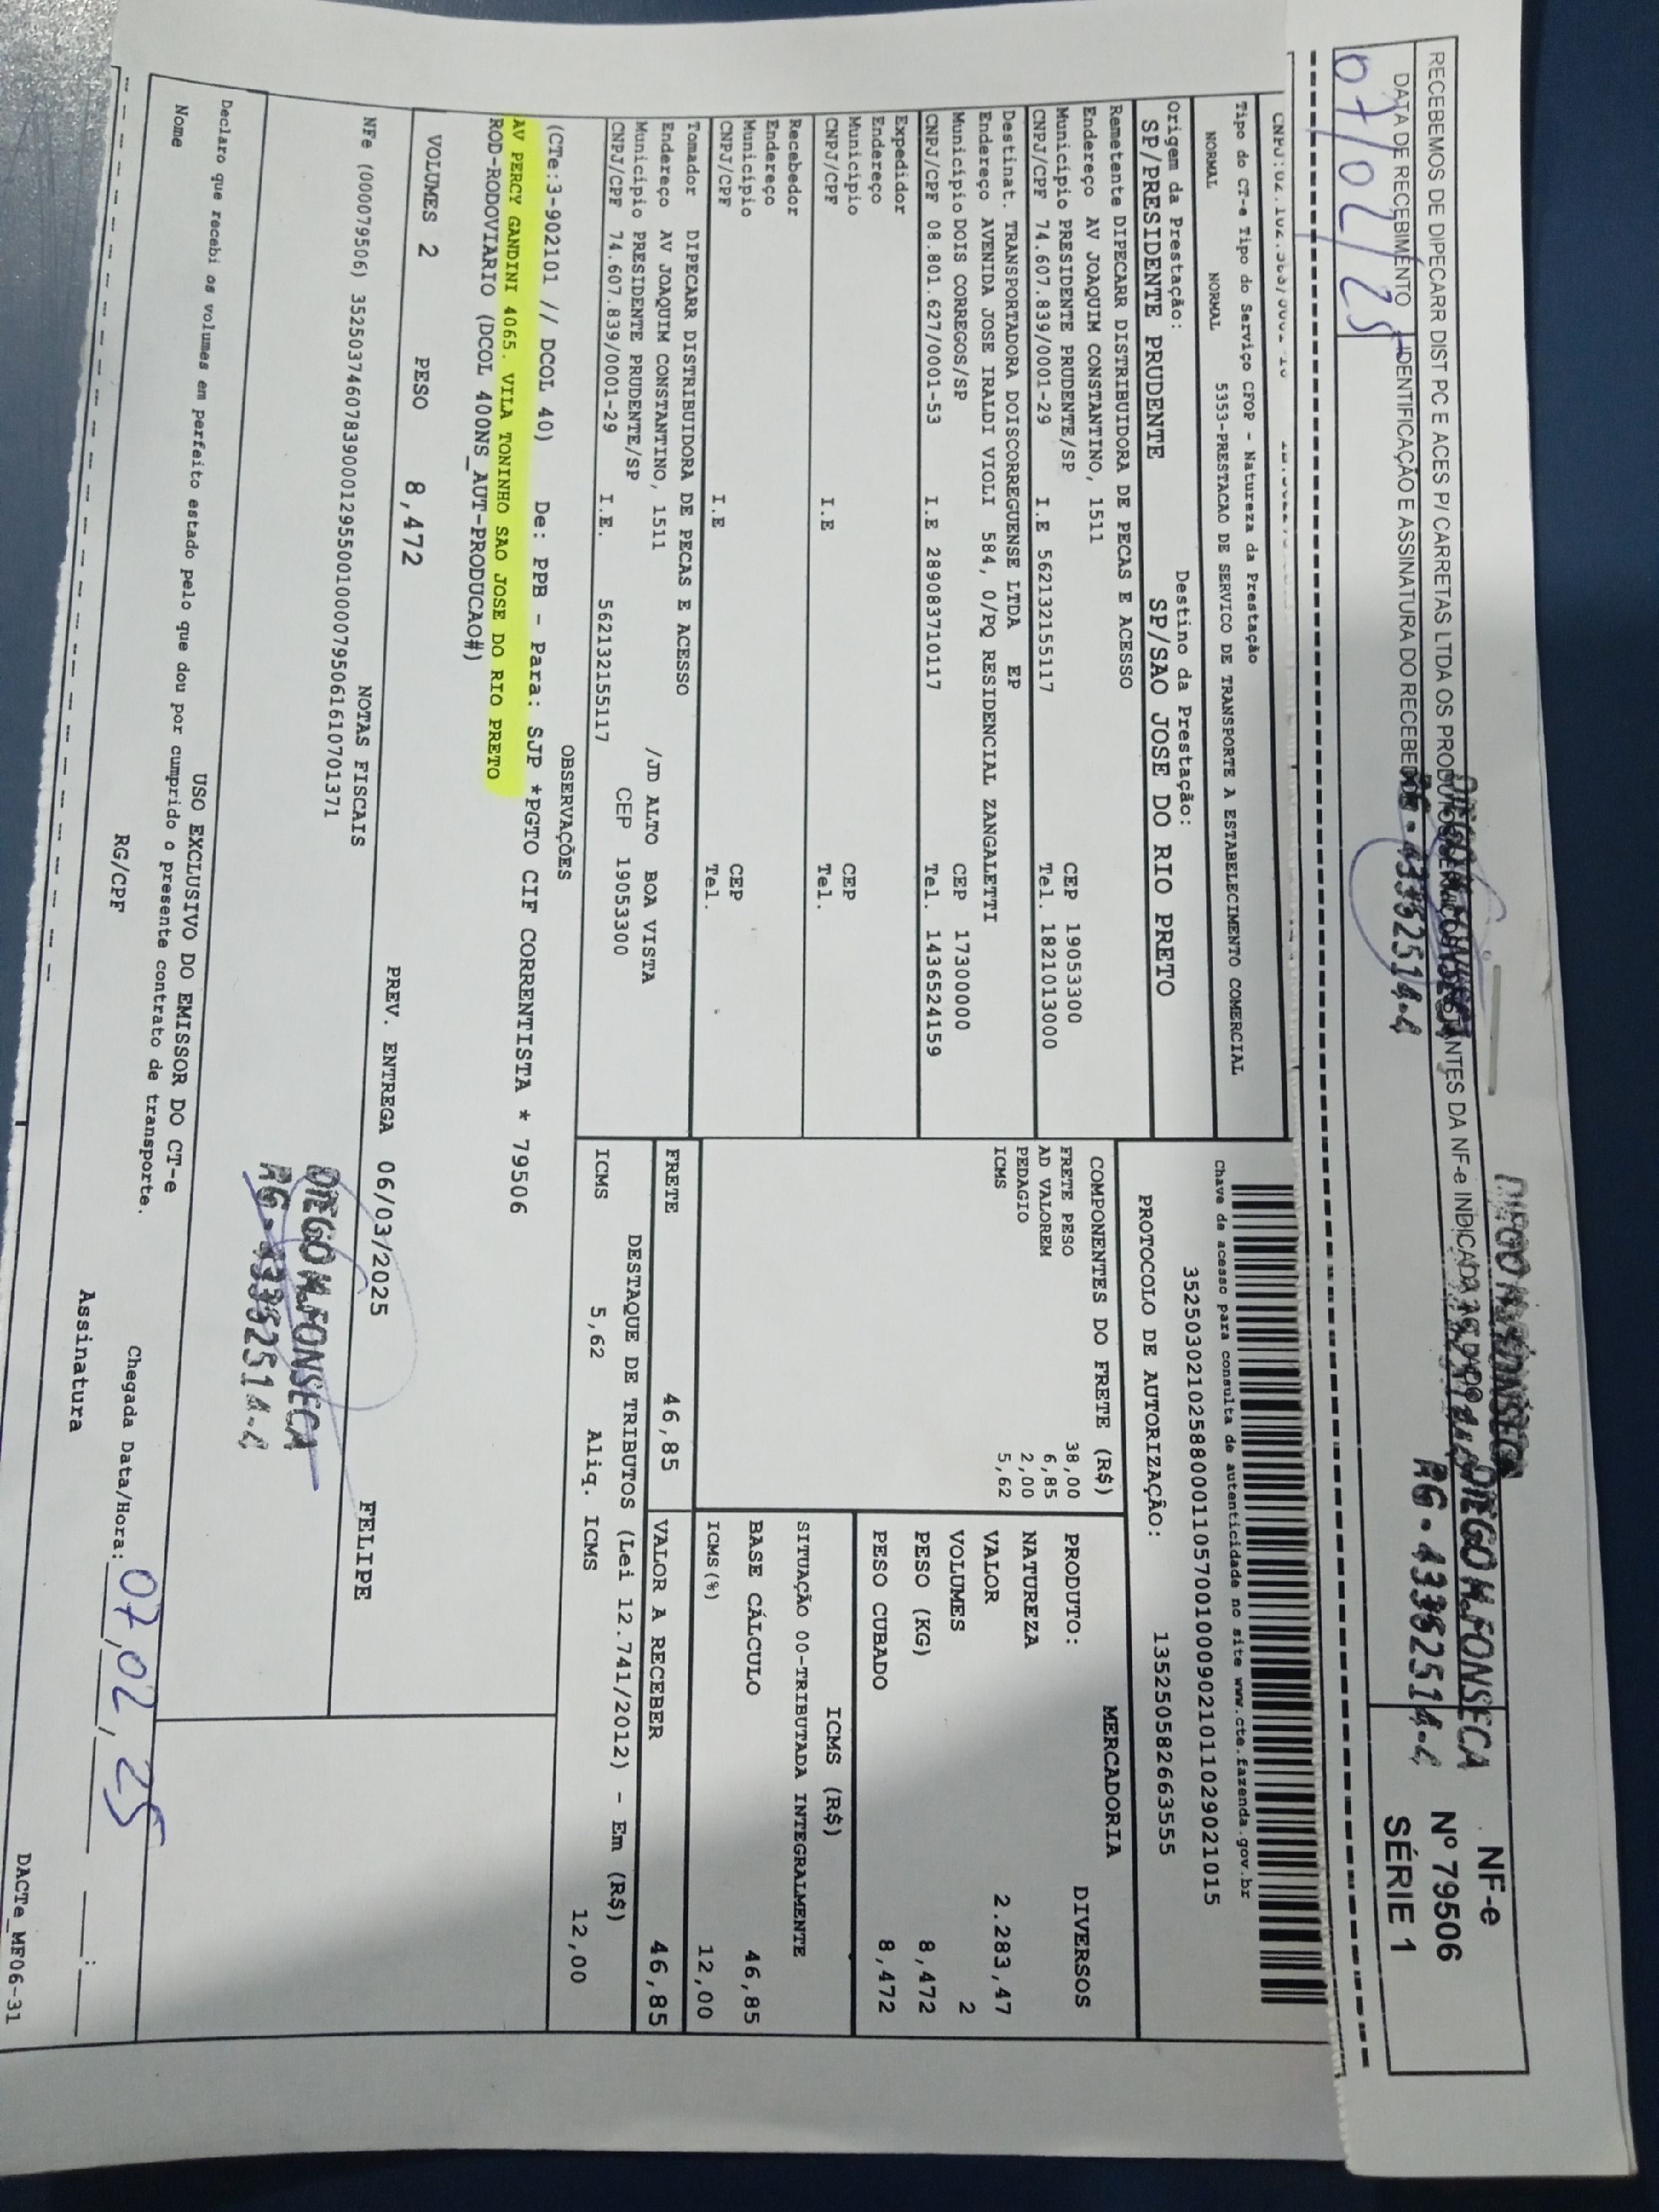 RECEBEMOS DE DIPECARR DIST PC E ACES P/ CARRETAS LTDA OS PRODUTOS CONSTANTES DA NF-e INDICADA AO LADO
DATA DE RECEBIMENTO
IDENTIFICAÇÃO E ASSINATURA DO RECEBEDOR
07/02/25
DIEGO M. FONSECA
NF-e
Nº 79506
SÉRIE 1
Tipo do CT-e Tipo do Serviço CFOP - Natureza da Prestação
NORMAL NORMAL 5353-PRESTACAO DE SERVICO DE TRANSPORTE A ESTABELECIMENTO COMERCIAL
Origem da Prestação: Destino da Prestação:
SP/PRESIDENTE PRUDENTE SP/SAO JOSE DO RIO PRETO
Remetente DIPECARR DISTRIBUIDORA DE PECAS E ACESSO
Endereço AV JOAQUIM CONSTANTINO, 1511
Município PRESIDENTE PRUDENTE/SP CEP 19053300
CNPJ/CPF 74.607.839/0001-29 I.E 562132155117 Tel. 1821013000
Destinat. TRANSPORTADORA DOISCORREGUENSE LTDA EP
Endereço AVENIDA JOSE IRALDI VIOLI 584, 0/PQ RESIDENCIAL ZANGALETTI
Município DOIS CORREGOS/SP CEP 17300000
CNPJ/CPF 08.801.627/0001-53 I.E 289083710117 Tel. 1436524159
Expedidor
Endereço
Município CEP
CNPJ/CPF I.E Tel.
Recebedor
Endereço
Município CEP
CNPJ/CPF I.E Tel.
Tomador DIPECARR DISTRIBUIDORA DE PECAS E ACESSO
Endereço AV JOAQUIM CONSTANTINO, 1511 /JD ALTO BOA VISTA
Município PRESIDENTE PRUDENTE/SP CEP 19053300
CNPJ/CPF 74.607.839/0001-29 I.E. 562132155117
Chave de acesso para consulta de autenticidade no site www.cte.fazenda.gov.br
35250302102588000110570010009021011029021015
PROTOCOLO DE AUTORIZAÇÃO: 135250582663555
COMPONENTES DO FRETE (R$)
FRETE PESO 38,00
AD VALOREM 6,85
PEDAGIO 2,00
ICMS 5,62
MERCADORIA
PRODUTO: DIVERSOS
NATUREZA
VALOR 2.283,47
VOLUMES 2
PESO (KG) 8,472
PESO CUBADO 8,472
ICMS (R$)
SITUAÇÃO 00-TRIBUTADA INTEGRALMENTE
BASE CÁLCULO 46,85
ICMS(%) 12,00
FRETE 46,85 VALOR A RECEBER 46,85
DESTAQUE DE TRIBUTOS (Lei 12.741/2012) - Em (R$)
ICMS 5,62 Aliq. ICMS 12,00
OBSERVAÇÕES
(CTe:3-902101 // DCOL 40) De: PPB - Para: SJP *PGTO CIF CORRENTISTA * 79506
AV PERCY GANDINI 4065. VILA TONINHO SAO JOSE DO RIO PRETO
ROD-RODOVIARIO (DCOL 400NS_AUT-PRODUCAO#)
VOLUMES 2 PESO 8,472 PREV. ENTREGA 06/03/2025 FELIPE
NOTAS FISCAIS
NFe (000079506) 35250374607839000129550010000795061610701371
DIEGO M. FONSECA
USO EXCLUSIVO DO EMISSOR DO CT-e
Declaro que recebi os volumes em perfeito estado pelo que dou por cumprido o presente contrato de transporte.
Nome RG/CPF Assinatura Chegada Data/Hora: 07/02/25
DACTe_MF06-31